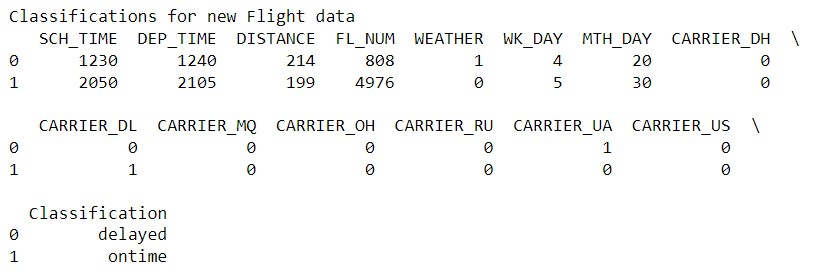 Classifications for new Flight data
SCH_TIME DEP_TIME DISTANCE FL_NUM WEATHER WK_DAY MTH_DAY CARRIER_DH \
0 1230 1240 214 808 1 4 20 0
1 2050 2105 199 4976 0 5 30 0
CARRIER_DL CARRIER_MQ CARRIER_OH CARRIER_RU CARRIER_UA CARRIER_US \
0 0 0 0 0 1 0
1 1 0 0 0 0 0
Classification
0 delayed
1 ontime